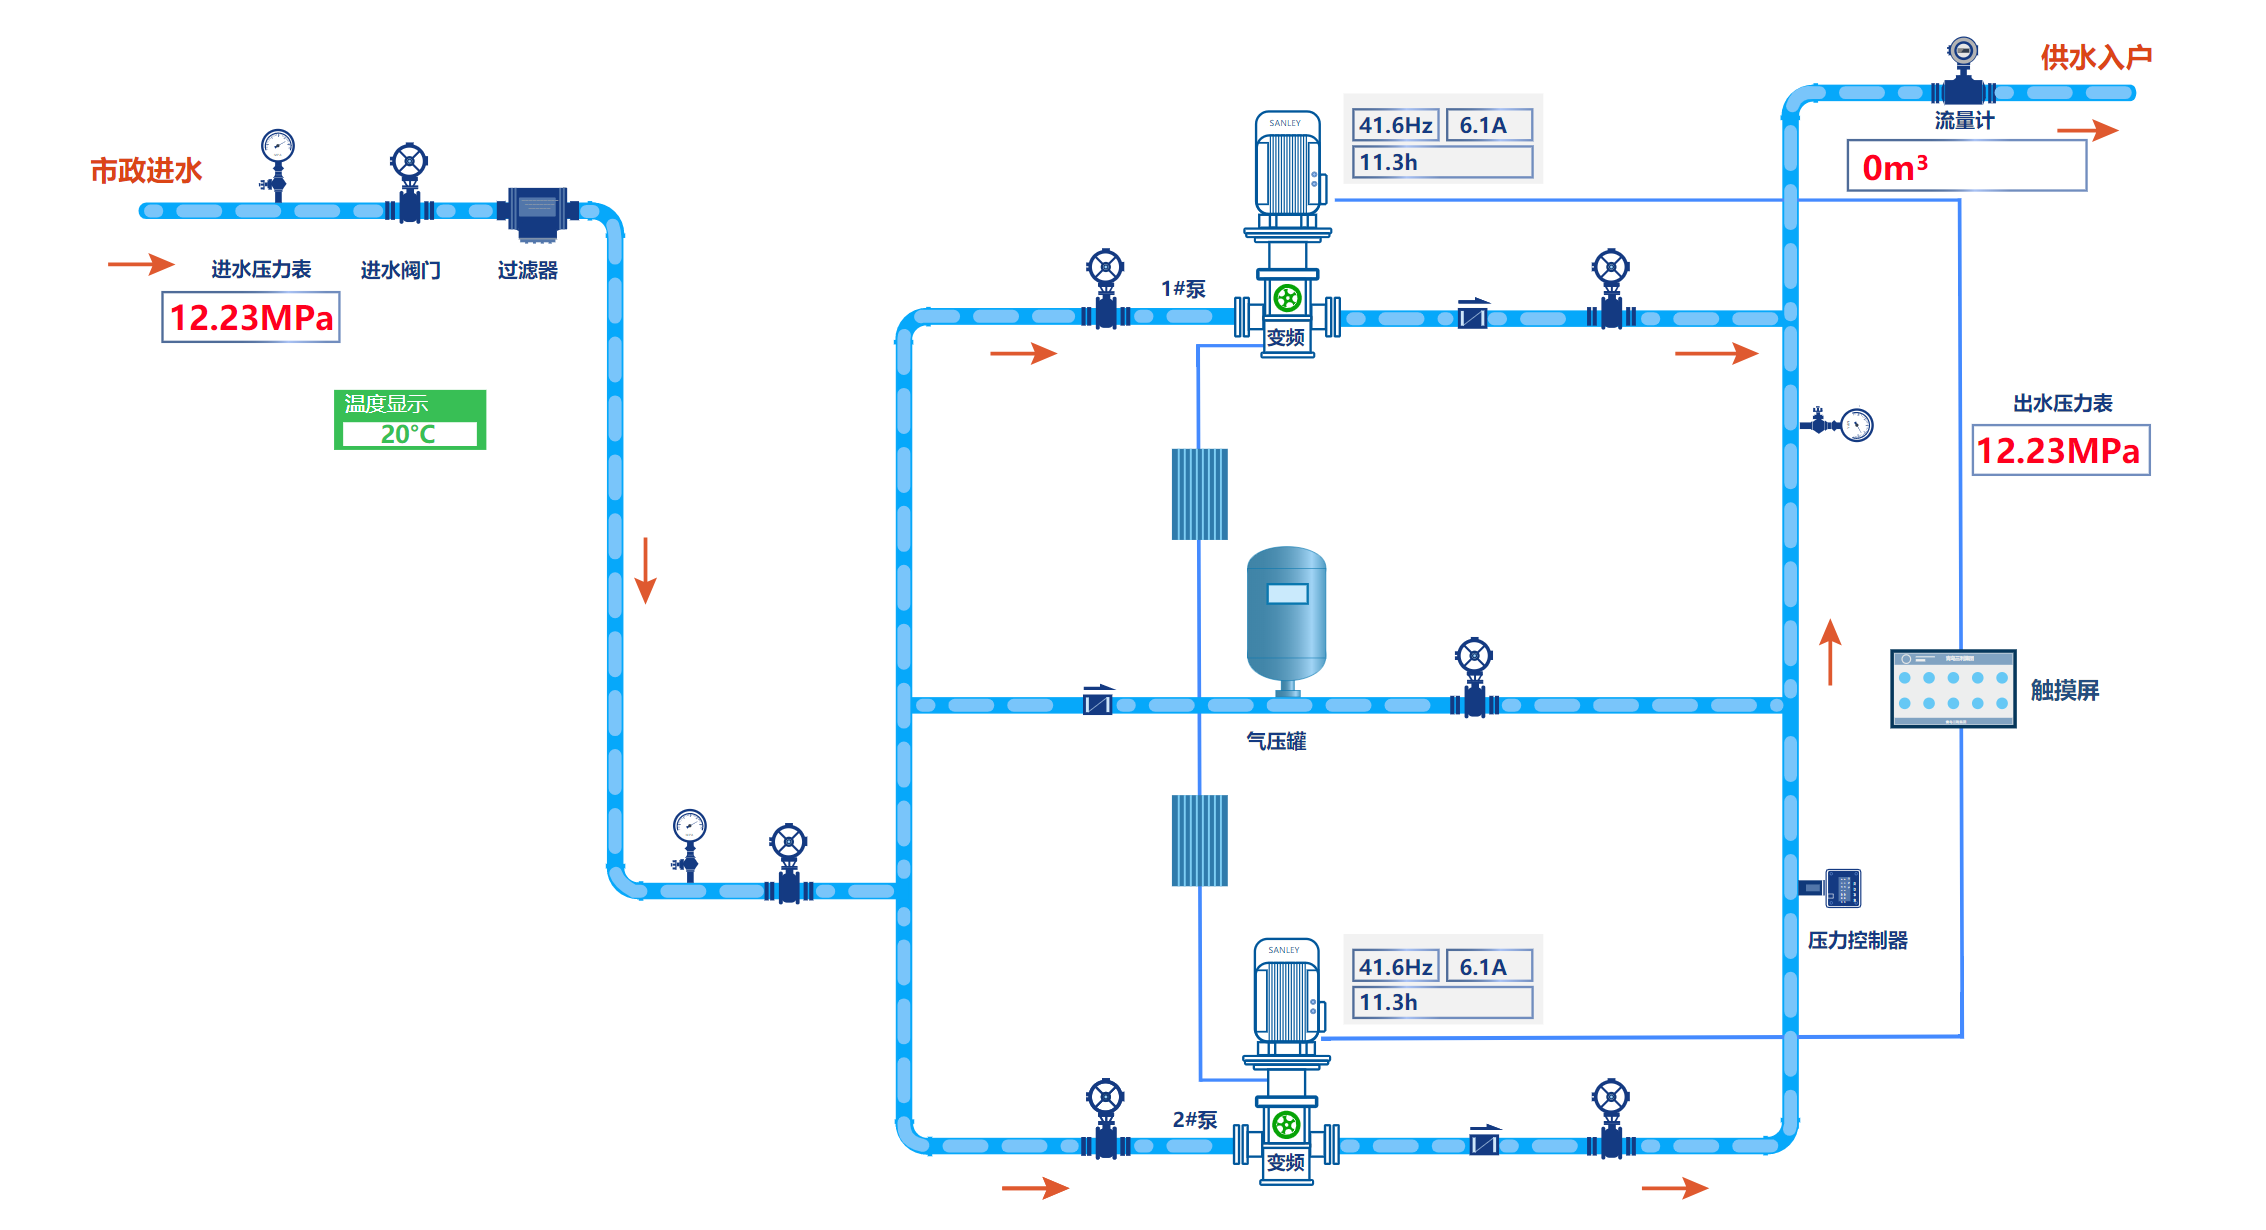 供水入户
流量计
0m³
市政进水
进水压力表
进水阀门
过滤器
12.23MPa
温度显示
20°C
SANLEY
41.6Hz
6.1A
11.3h
1#泵
变频
出水压力表
12.23MPa
气压罐
触摸屏
压力控制器
SANLEY
41.6Hz
6.1A
11.3h
2#泵
变频